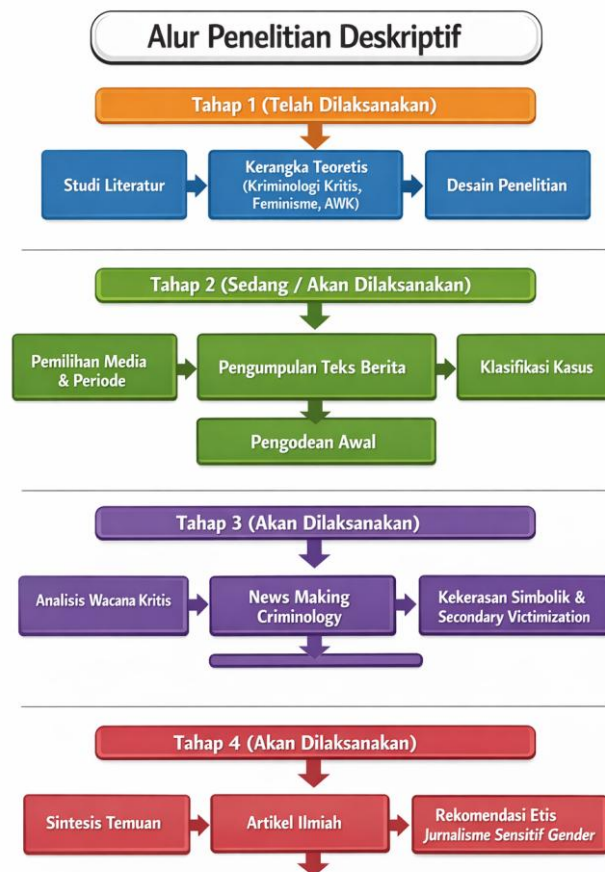 Alur Penelitian Deskriptif
Tahap 1 (Telah Dilaksanakan)
Studi Literatur
Kerangka Teoretis
(Kriminologi Kritis,
Feminisme, AWK)
Desain Penelitian
Tahap 2 (Sedang / Akan Dilaksanakan)
Pemilihan Media
& Periode
Pengumpulan Teks Berita
Klasifikasi Kasus
Pengodean Awal
Tahap 3 (Akan Dilaksanakan)
Analisis Wacana Kritis
News Making
Criminology
Kekerasan Simbolik &
Secondary Victimization
Tahap 4 (Akan Dilaksanakan)
Sintesis Temuan
Artikel Ilmiah
Rekomendasi Etis
Jurnalisme Sensitif Gender